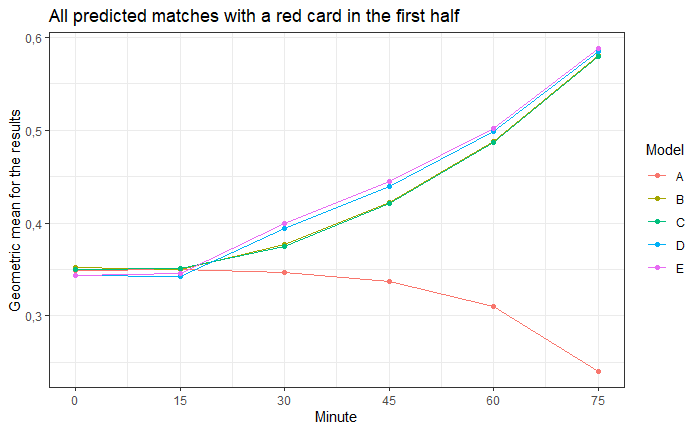 All predicted matches with a red card in the first half
Geometric mean for the results
0,6
0,5
0,4
0,3
0 15 30 45 60 75
Minute
Model
A
B
C
D
E